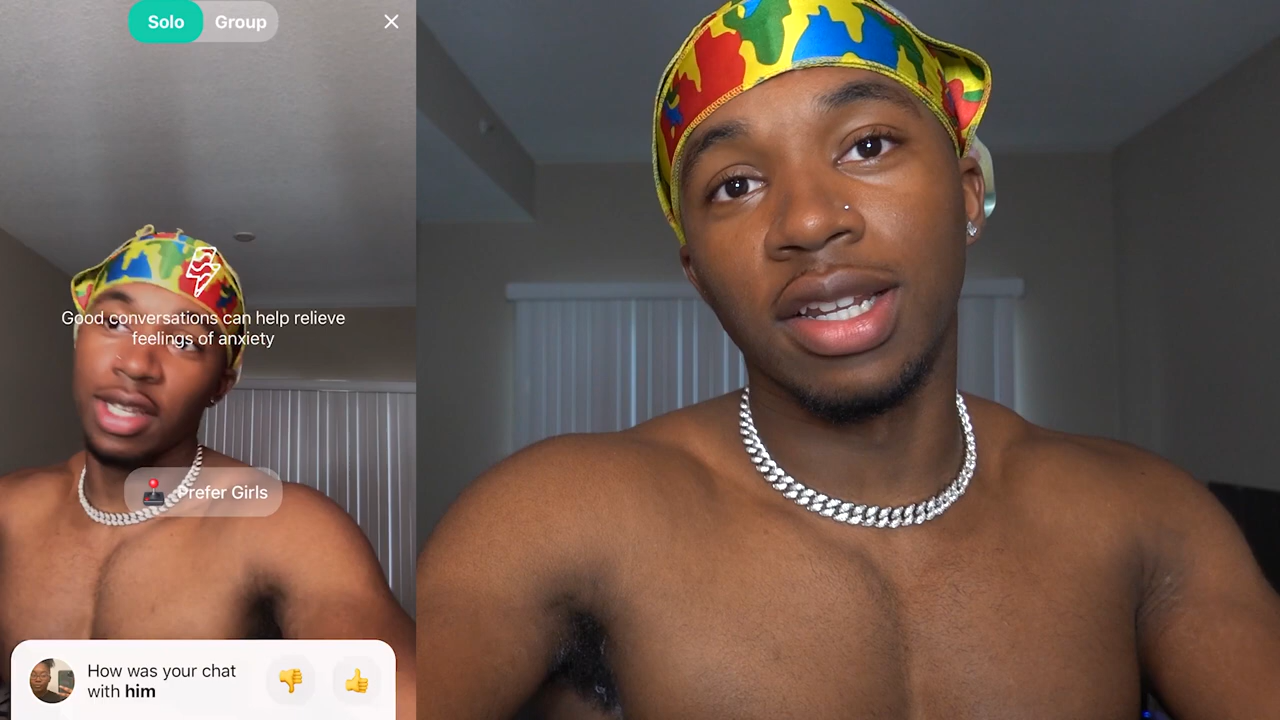 Solo Group
Good conversations can help relieve
feelings of anxiety
Prefer Girls
How was your chat
with him